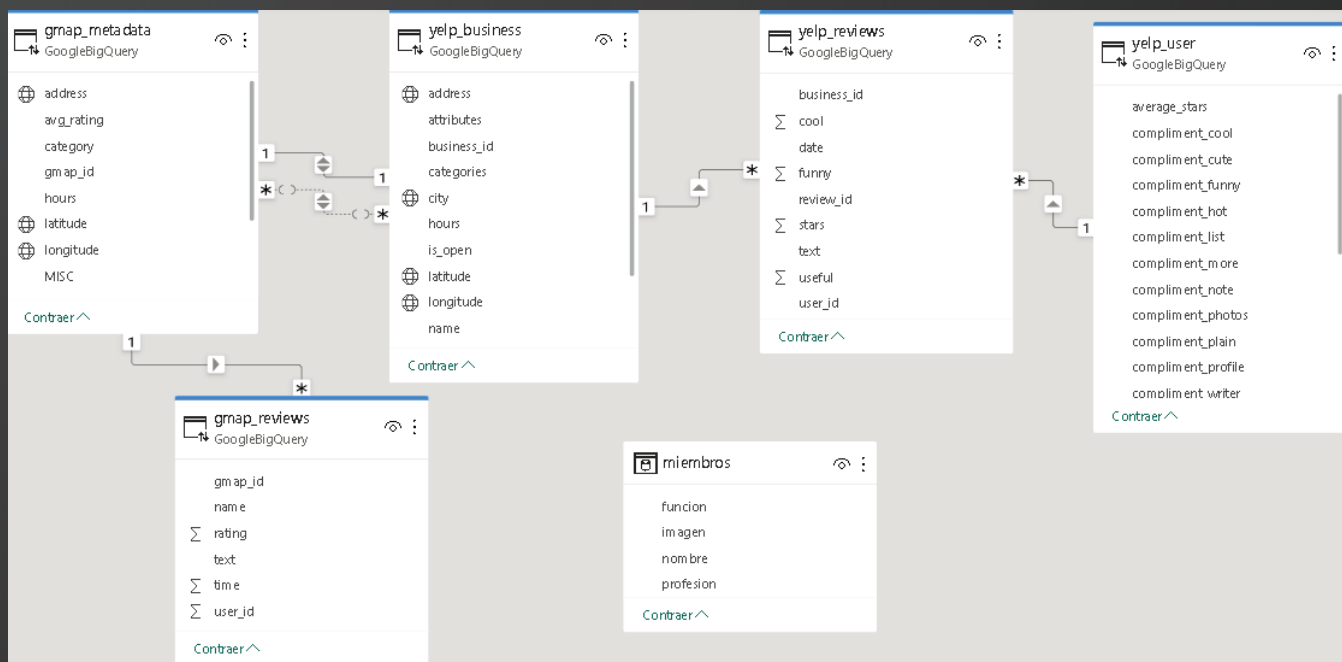 gmap_metadata
GoogleBigQuery
address
avg_rating
category
gmap_id
hours
latitude
longitude
MISC
Contraer
yelp_business
GoogleBigQuery
address
attributes
business_id
categories
city
hours
is_open
latitude
longitude
name
Contraer
yelp_reviews
GoogleBigQuery
business_id
Σ cool
date
Σ funny
review_id
Σ stars
text
Σ useful
user_id
Contraer
yelp_user
GoogleBigQuery
average_stars
compliment_cool
compliment_cute
compliment_funny
compliment_hot
compliment_list
compliment_more
compliment_note
compliment_photos
compliment_plain
compliment_profile
compliment_writer
Contraer
1
1
*
*
1
*
*
1
1
*
gmap_reviews
GoogleBigQuery
gmap_id
name
Σ rating
text
Σ time
Σ user_id
Contraer
miembros
funcion
imagen
nombre
profesion
Contraer